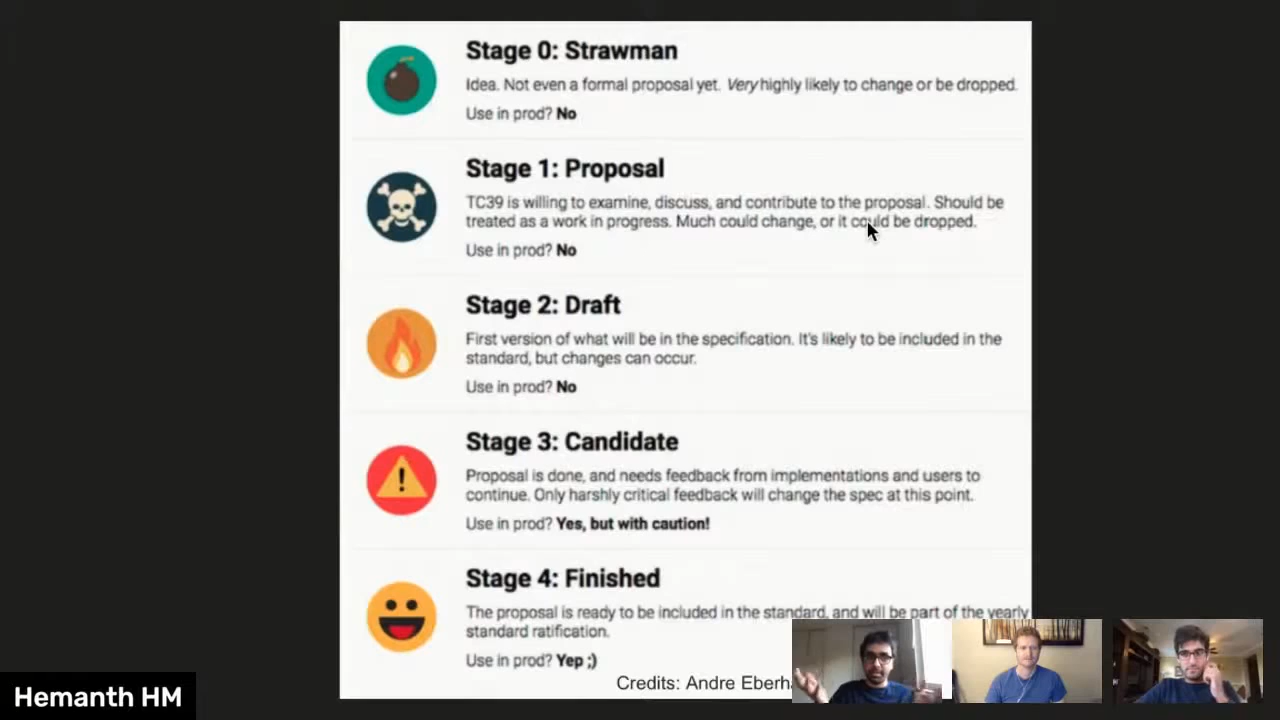 Stage 0: Strawman
Idea. Not even a formal proposal yet. Very highly likely to change or be dropped.
Use in prod? No
Stage 1: Proposal
TC39 is willing to examine, discuss, and contribute to the proposal. Should be
treated as a work in progress. Much could change, or it could be dropped.
Use in prod? No
Stage 2: Draft
First version of what will be in the specification. It's likely to be included in the
standard, but changes can occur.
Use in prod? No
Stage 3: Candidate
Proposal is done, and needs feedback from implementations and users to
continue. Only harshly critical feedback will change the spec at this point.
Use in prod? Yes, but with caution!
Stage 4: Finished
The proposal is ready to be included in the standard, and will be part of the yearly
standard ratification.
Use in prod? Yep ;)
Credits: Andre
Hemanth HM